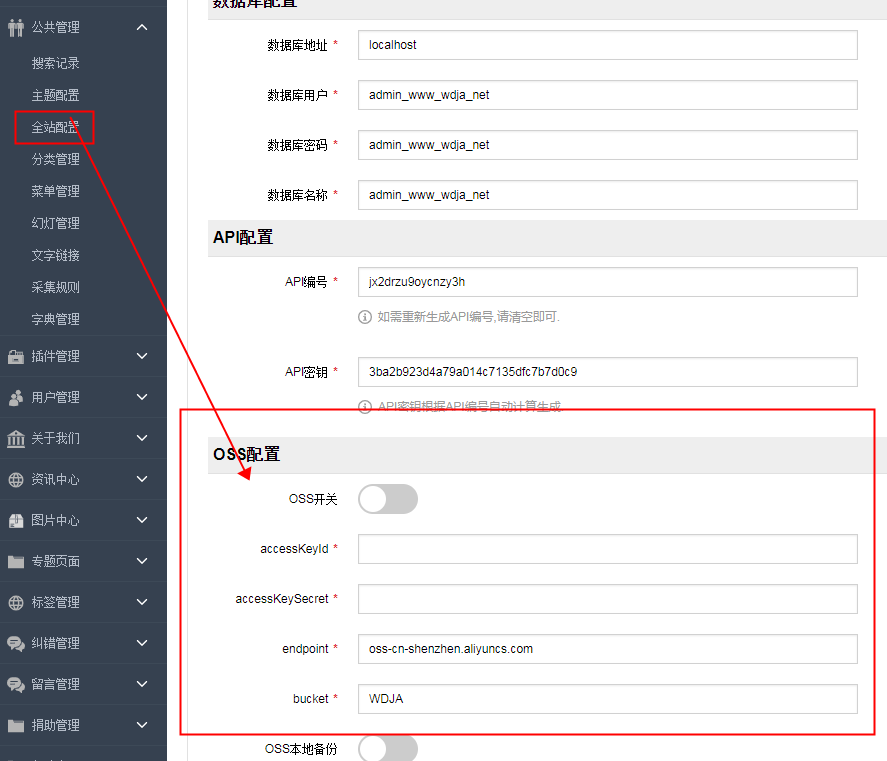 公共管理
搜索记录
主题配置
全站配置
分类管理
菜单管理
幻灯管理
文字链接
采集规则
字典管理
插件管理
用户管理
关于我们
资讯中心
图片中心
专题页面
标签管理
纠错管理
留言管理
捐助管理
数据库配置
数据库地址 * localhost
数据库用户 * admin_www_wdja_net
数据库密码 * admin_www_wdja_net
数据库名称 * admin_www_wdja_net
API配置
API编号 * jx2drzu9oycnzy3h
如需重新生成API编号,请清空即可.
API密钥 * 3ba2b923d4a79a014c7135dfc7b7d0c9
API密钥根据API编号自动计算生成.
OSS配置
OSS开关
accessKeyId *
accessKeySecret *
endpoint * oss-cn-shenzhen.aliyuncs.com
bucket * WDJA
OSS本地备份